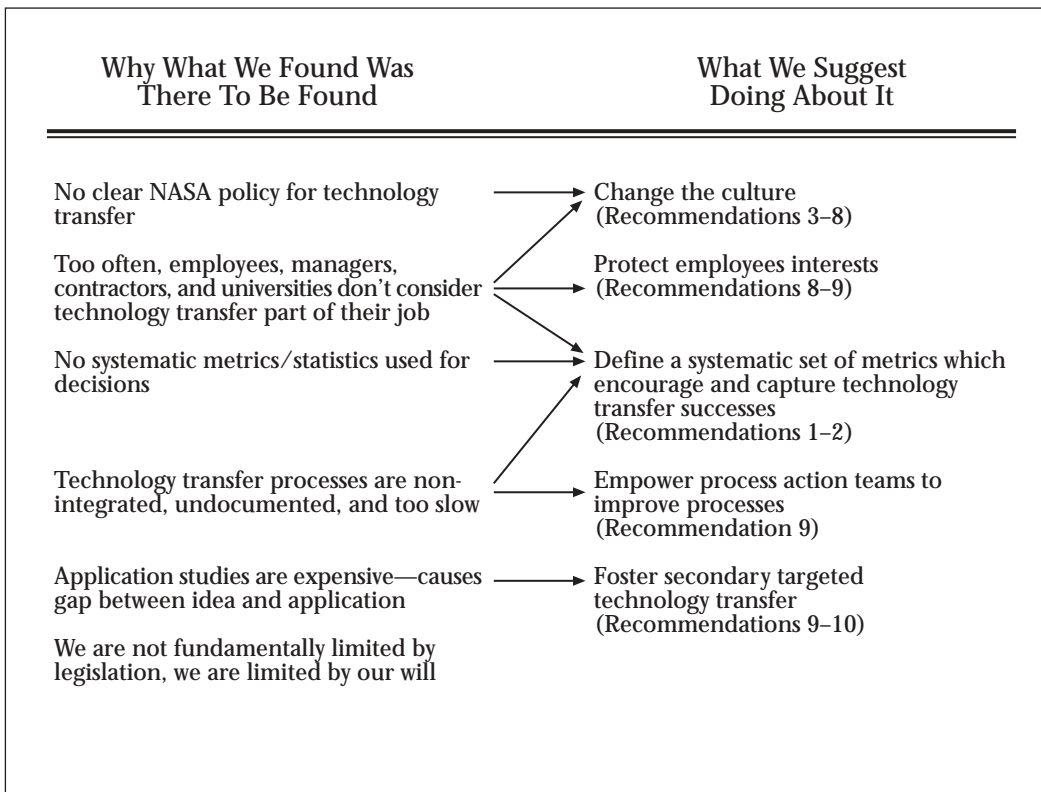 Why What We Found Was
There To Be Found
What We Suggest
Doing About It
No clear NASA policy for technology
transfer
Change the culture
(Recommendations 3–8)
Too often, employees, managers,
contractors, and universities don't consider
technology transfer part of their job
Protect employees interests
(Recommendations 8–9)
No systematic metrics/statistics used for
decisions
Define a systematic set of metrics which
encourage and capture technology
transfer successes
(Recommendations 1–2)
Technology transfer processes are non-
integrated, undocumented, and too slow
Empower process action teams to
improve processes
(Recommendation 9)
Application studies are expensive—causes
gap between idea and application
Foster secondary targeted
technology transfer
(Recommendations 9–10)
We are not fundamentally limited by
legislation, we are limited by our will